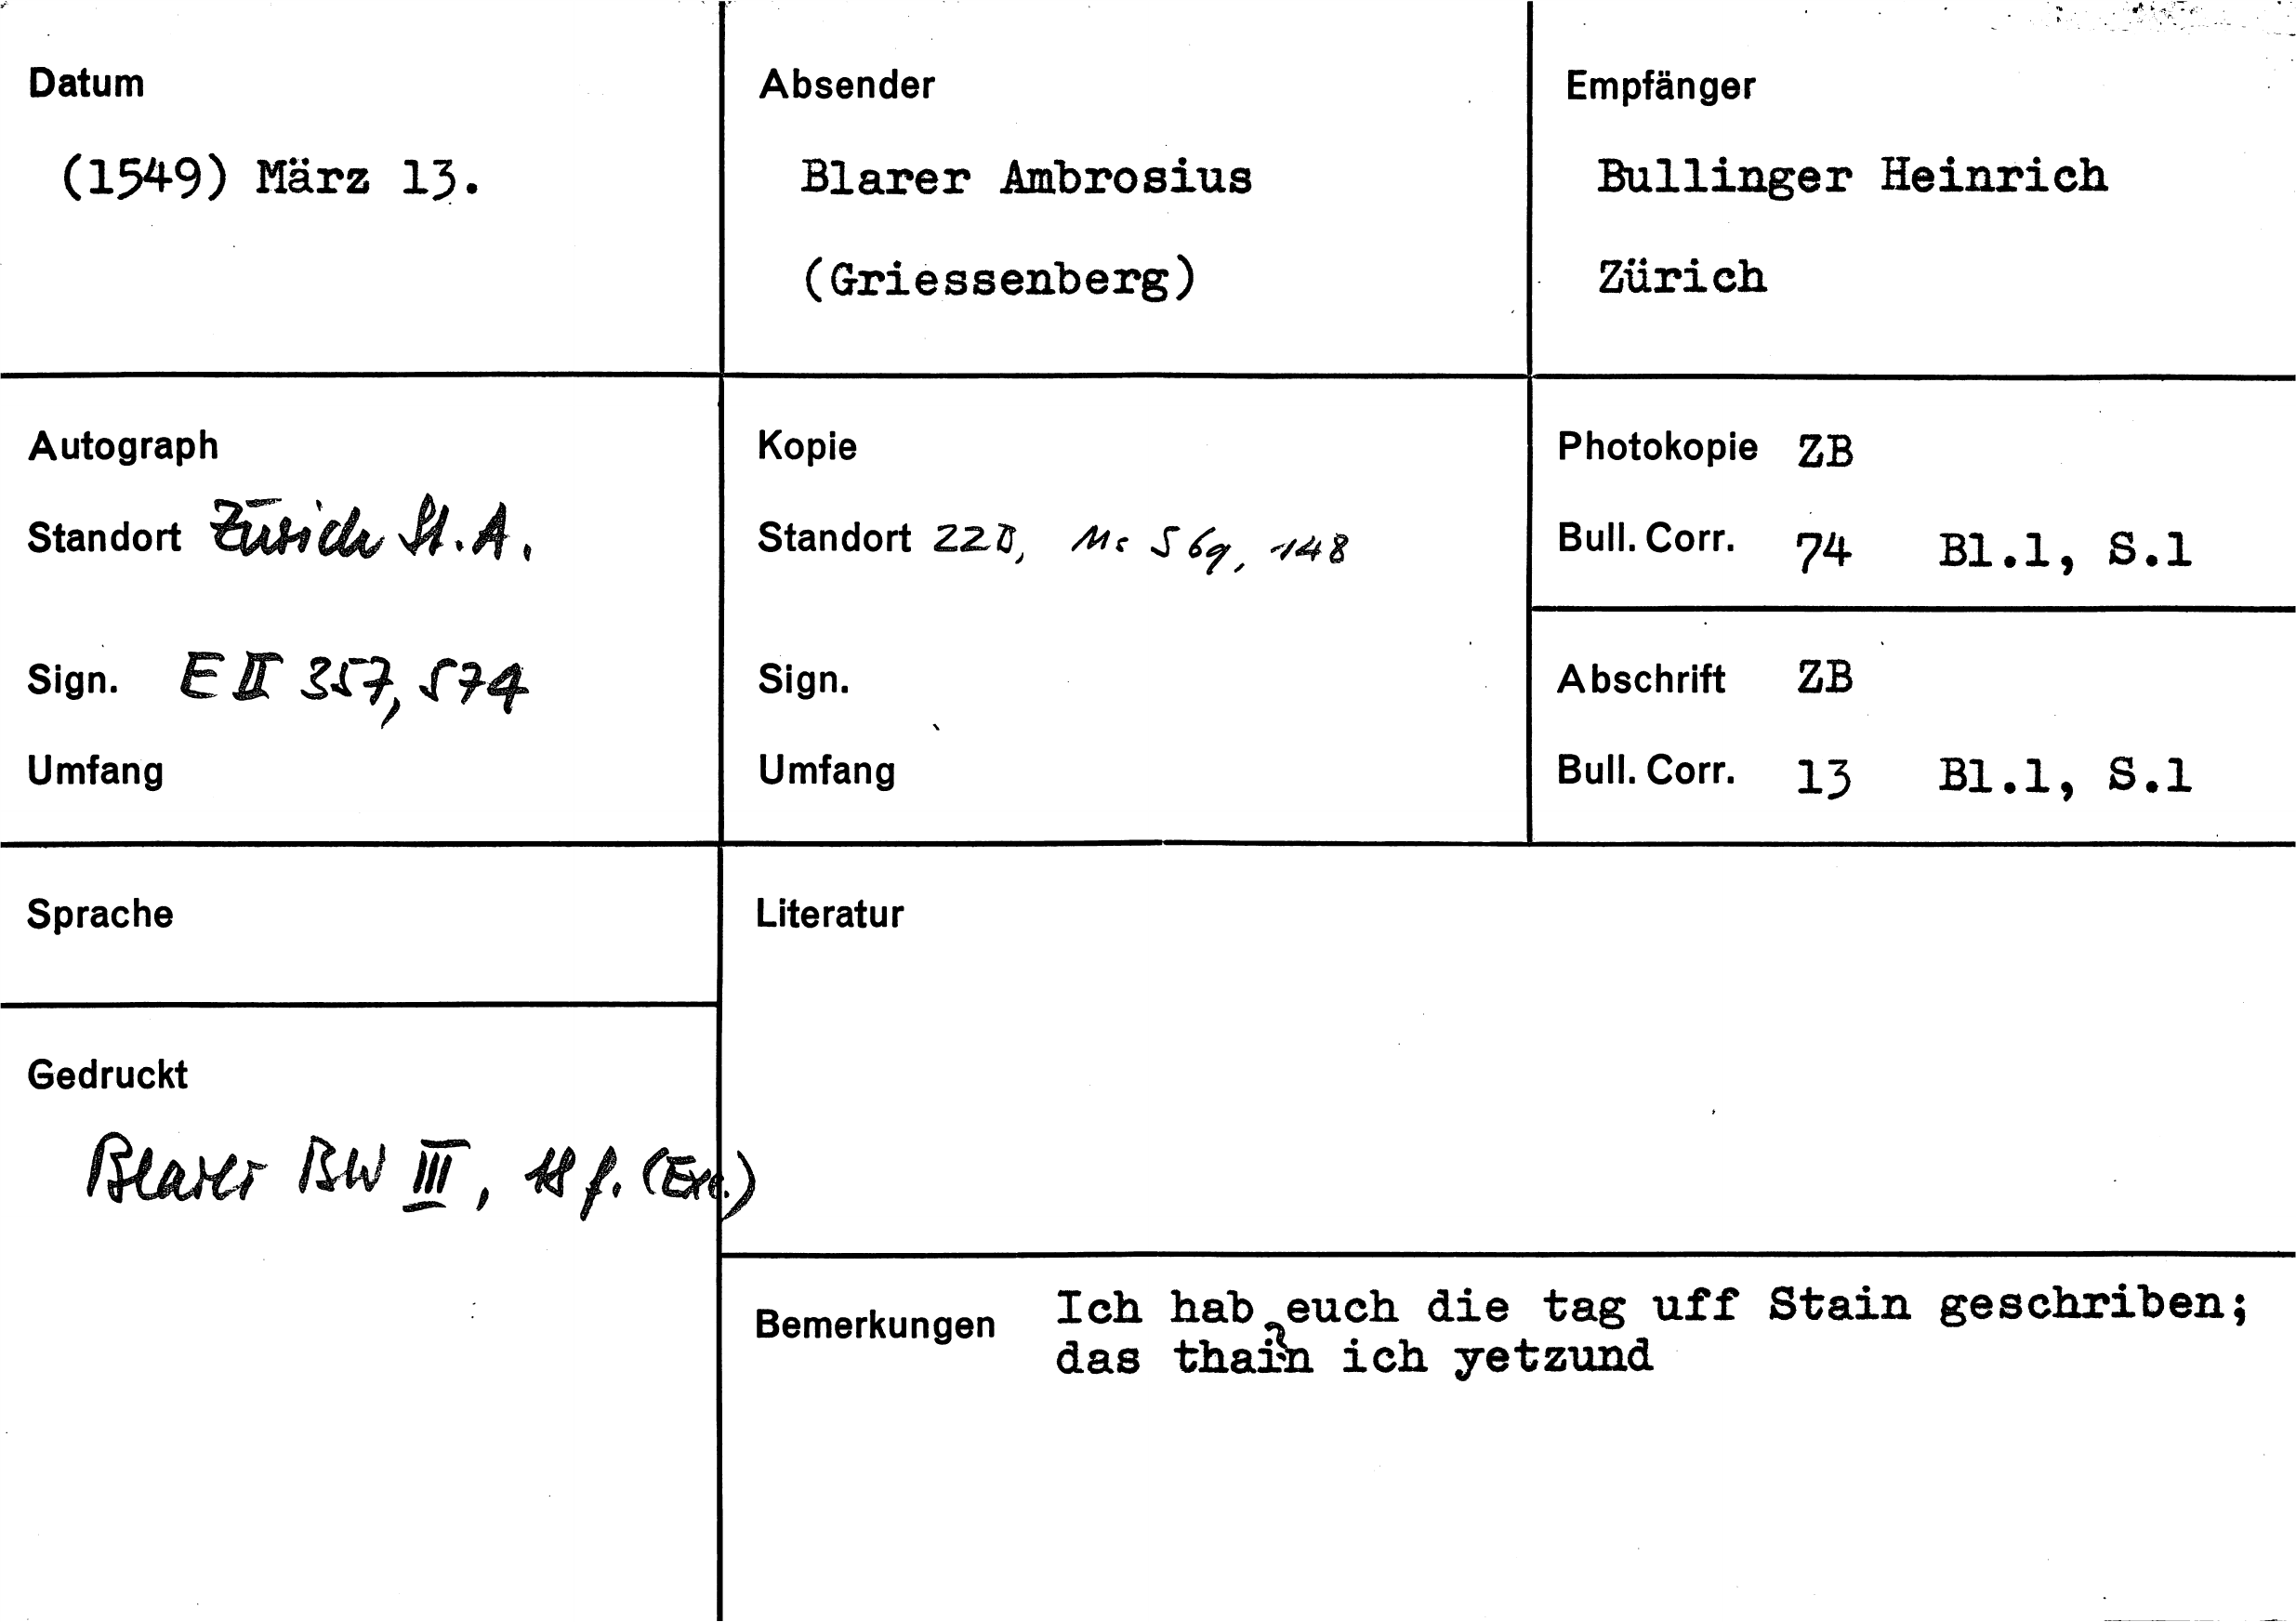 Datum
(1549) März 13.
Absender
Blarer Ambrosius
(Griessenberg)
Empfänger
Bullinger Heinrich
Zürich
Autograph
Standort Zürich St. A.
Sign. E II 357, 574
Umfang
Kopie
Standort ZZB, Ms S 69, 148
Sign.
Umfang
Photokopie ZB
Bull. Corr. 74 Bl.1, S.1
Abschrift ZB
Bull. Corr. 13 Bl.1, S.1
Sprache
Literatur
Gedruckt
Blarer BW III, 18 f. (Exc.)
Bemerkungen Ich hab euch die tag uff Stain geschriben;
das thain ich yetzund